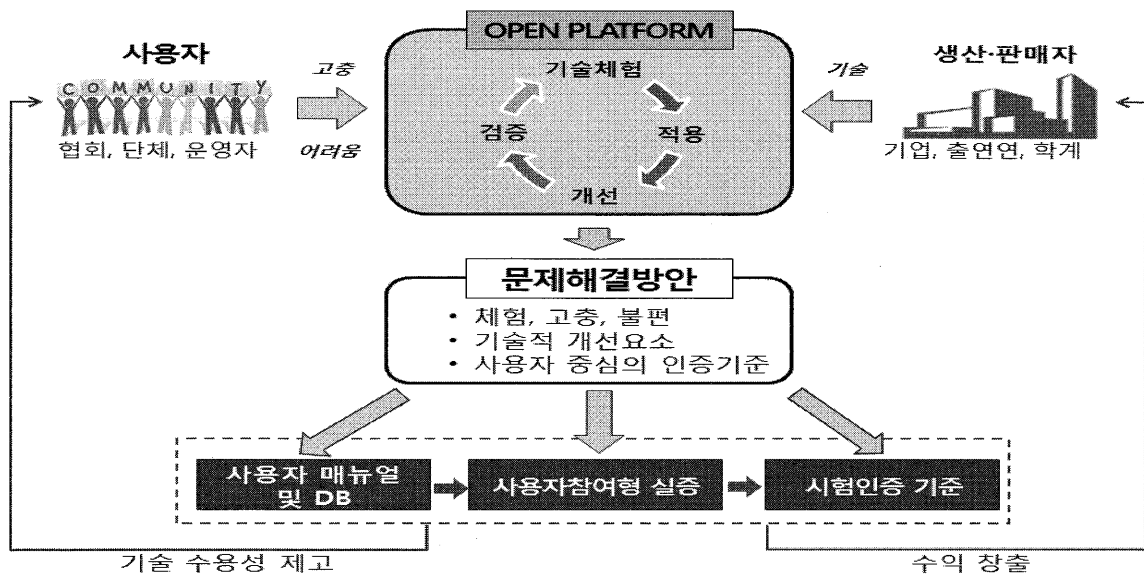 OPEN PLATFORM
사용자
COMMUNITY
협회, 단체, 운영자
고충
어려움
기술체험
적용
개선
검증
기술
생산·판매자
기업, 출연연, 학계
문제해결방안
• 체험, 고충, 불편
• 기술적 개선요소
• 사용자 중심의 인증기준
사용자 매뉴얼
및 DB
사용자참여형 실증
시험인증 기준
기술 수용성 제고
수익 창출